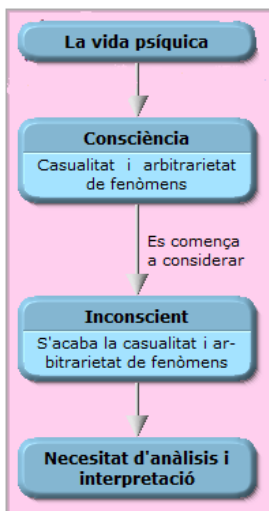 La vida psíquica
Consciència
Casualitat i arbitrarietat
de fenòmens
Es comença
a considerar
Inconscient
S'acaba la casualitat i ar-
bitrarietat de fenòmens
Necesitat d'anàlisis i
interpretació